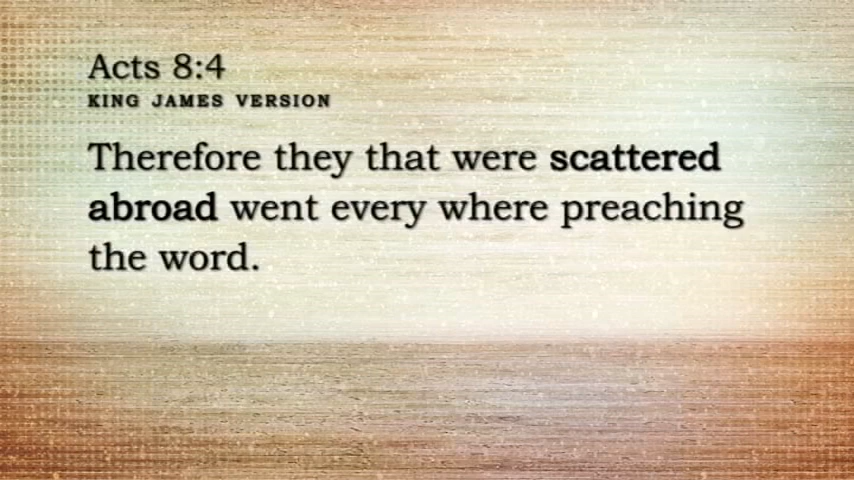 Acts 8:4
KING JAMES VERSION
Therefore they that were scattered
abroad went every where preaching
the word.